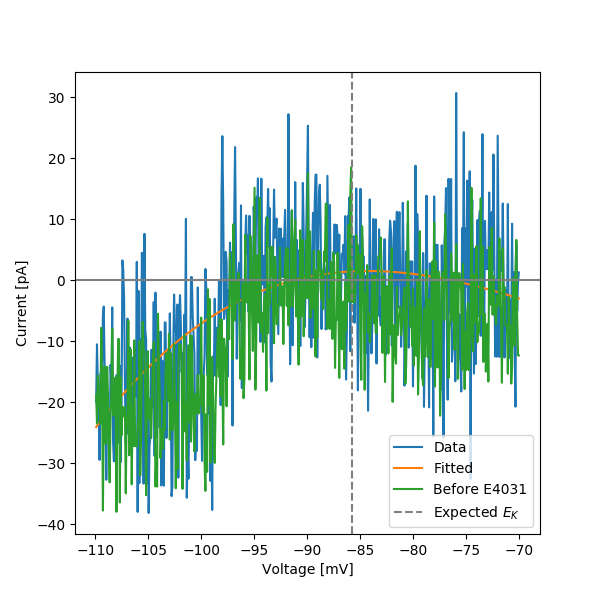 30
20
10
0
−10
−20
−30
−40
Current [pA]
−110 −105 −100 −95 −90 −85 −80 −75 −70
Voltage [mV]
Data
Fitted
Before E4031
Expected $E_K$